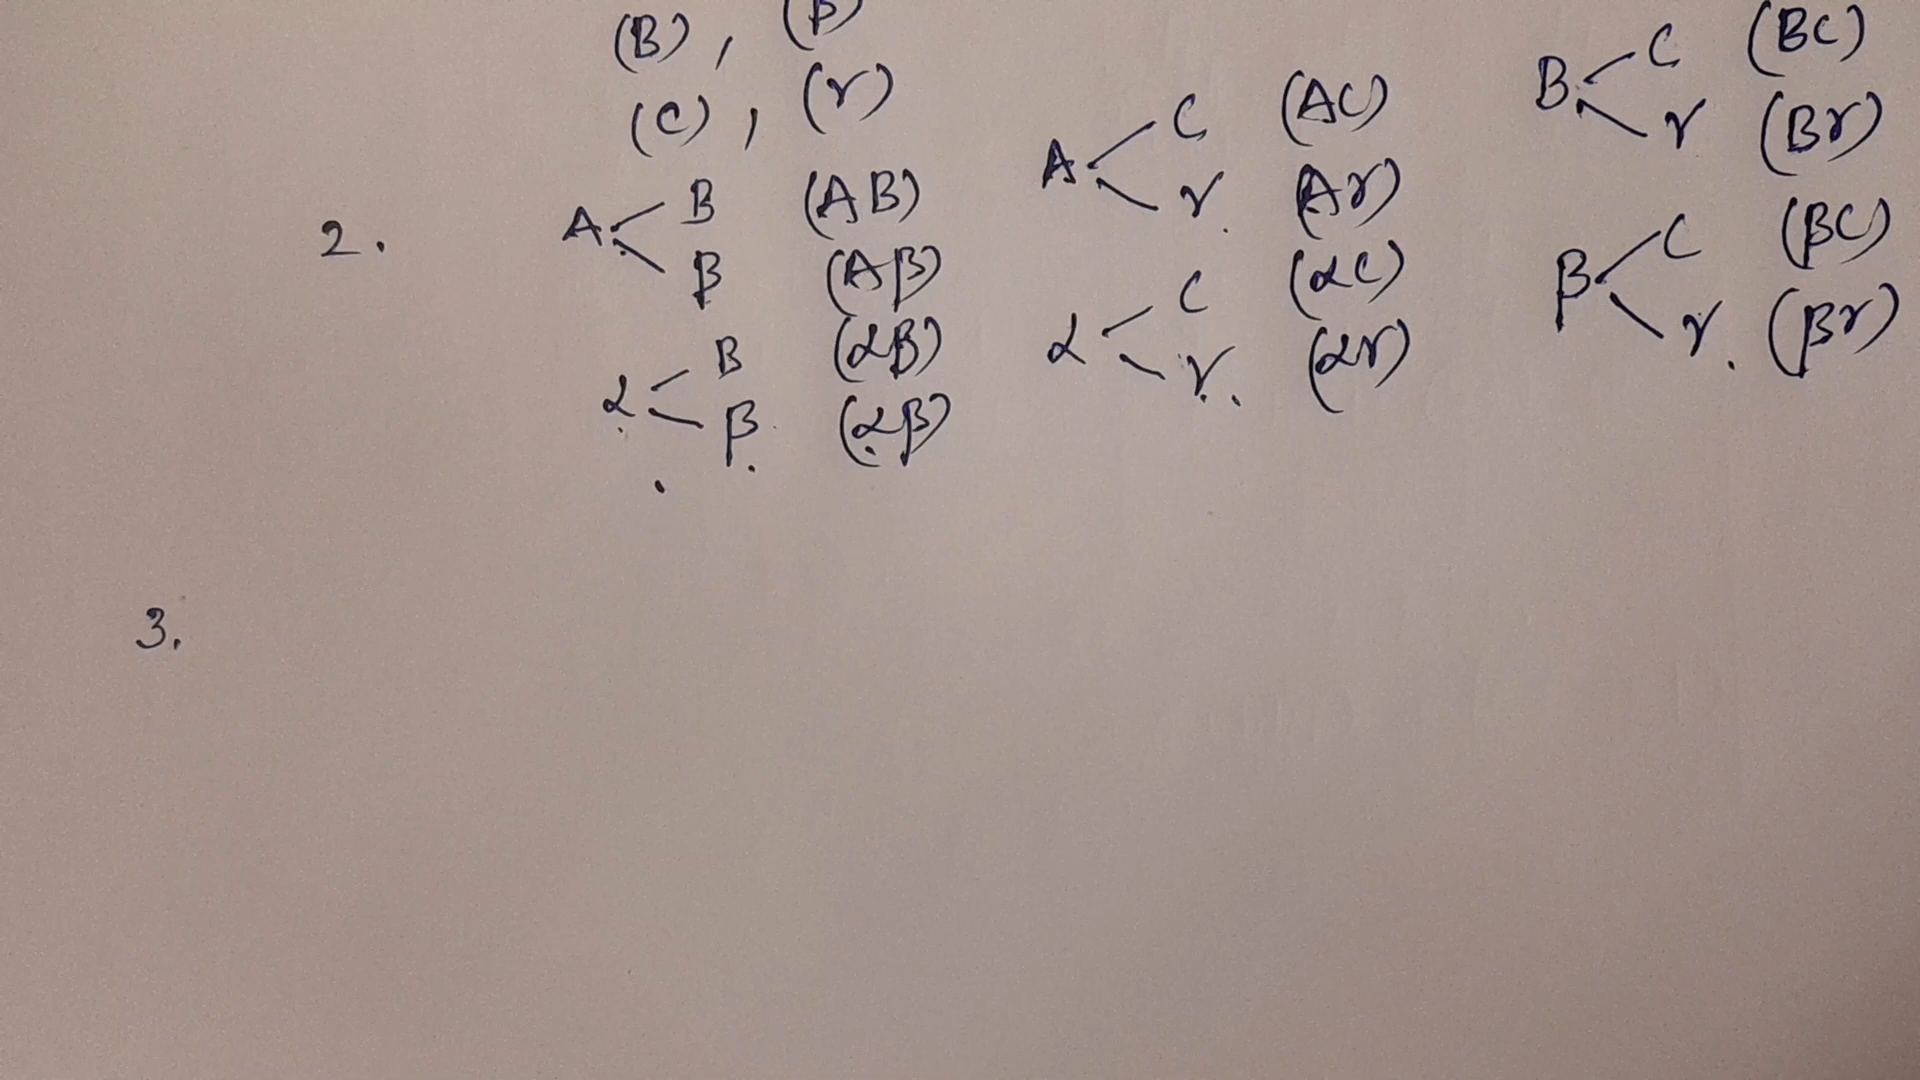 (B) , (β)
(C) , (γ)
2.
A B (AB)
β (Aβ)
α B (αB)
β (αβ)
A C (AC)
γ (Aγ)
α C (αC)
γ (αγ)
B C (BC)
γ (Bγ)
β C (βC)
γ (βγ)
3.